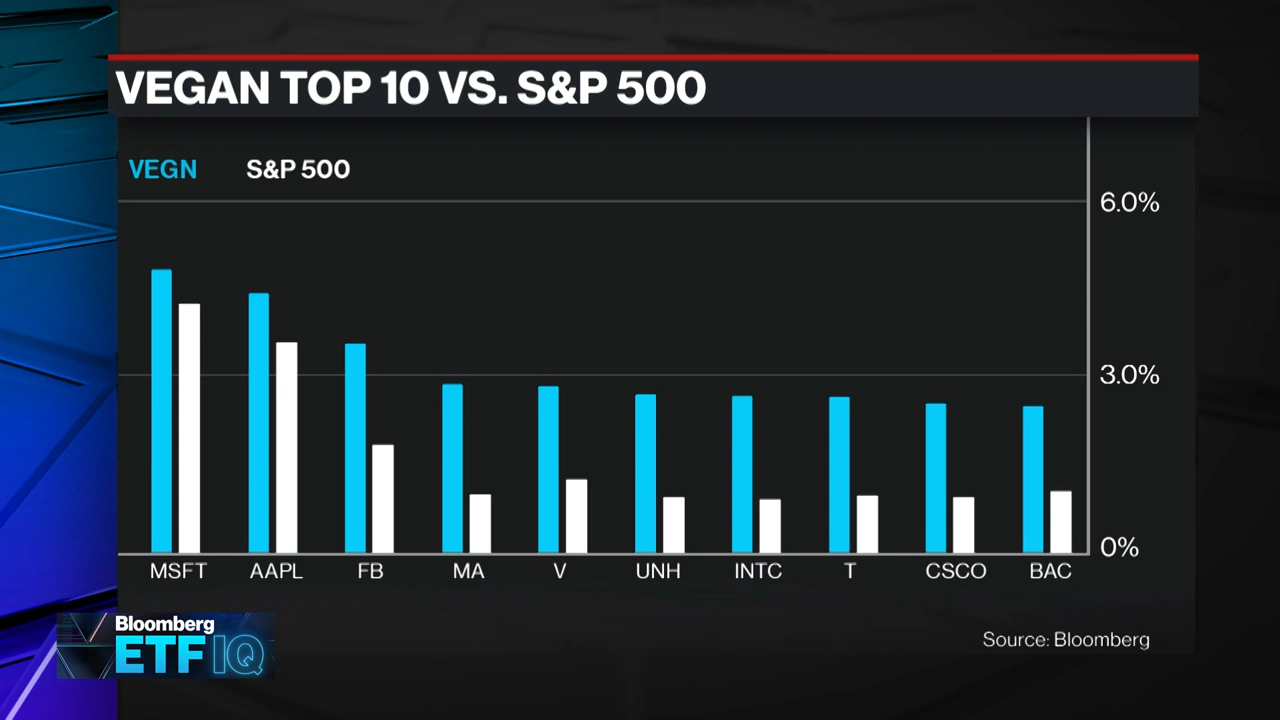 VEGAN TOP 10 VS. S&P 500
VEGN S&P 500
6.0%
3.0%
0%
MSFT AAPL FB MA V UNH INTC T CSCO BAC
Source: Bloomberg
Bloomberg
ETF IQ